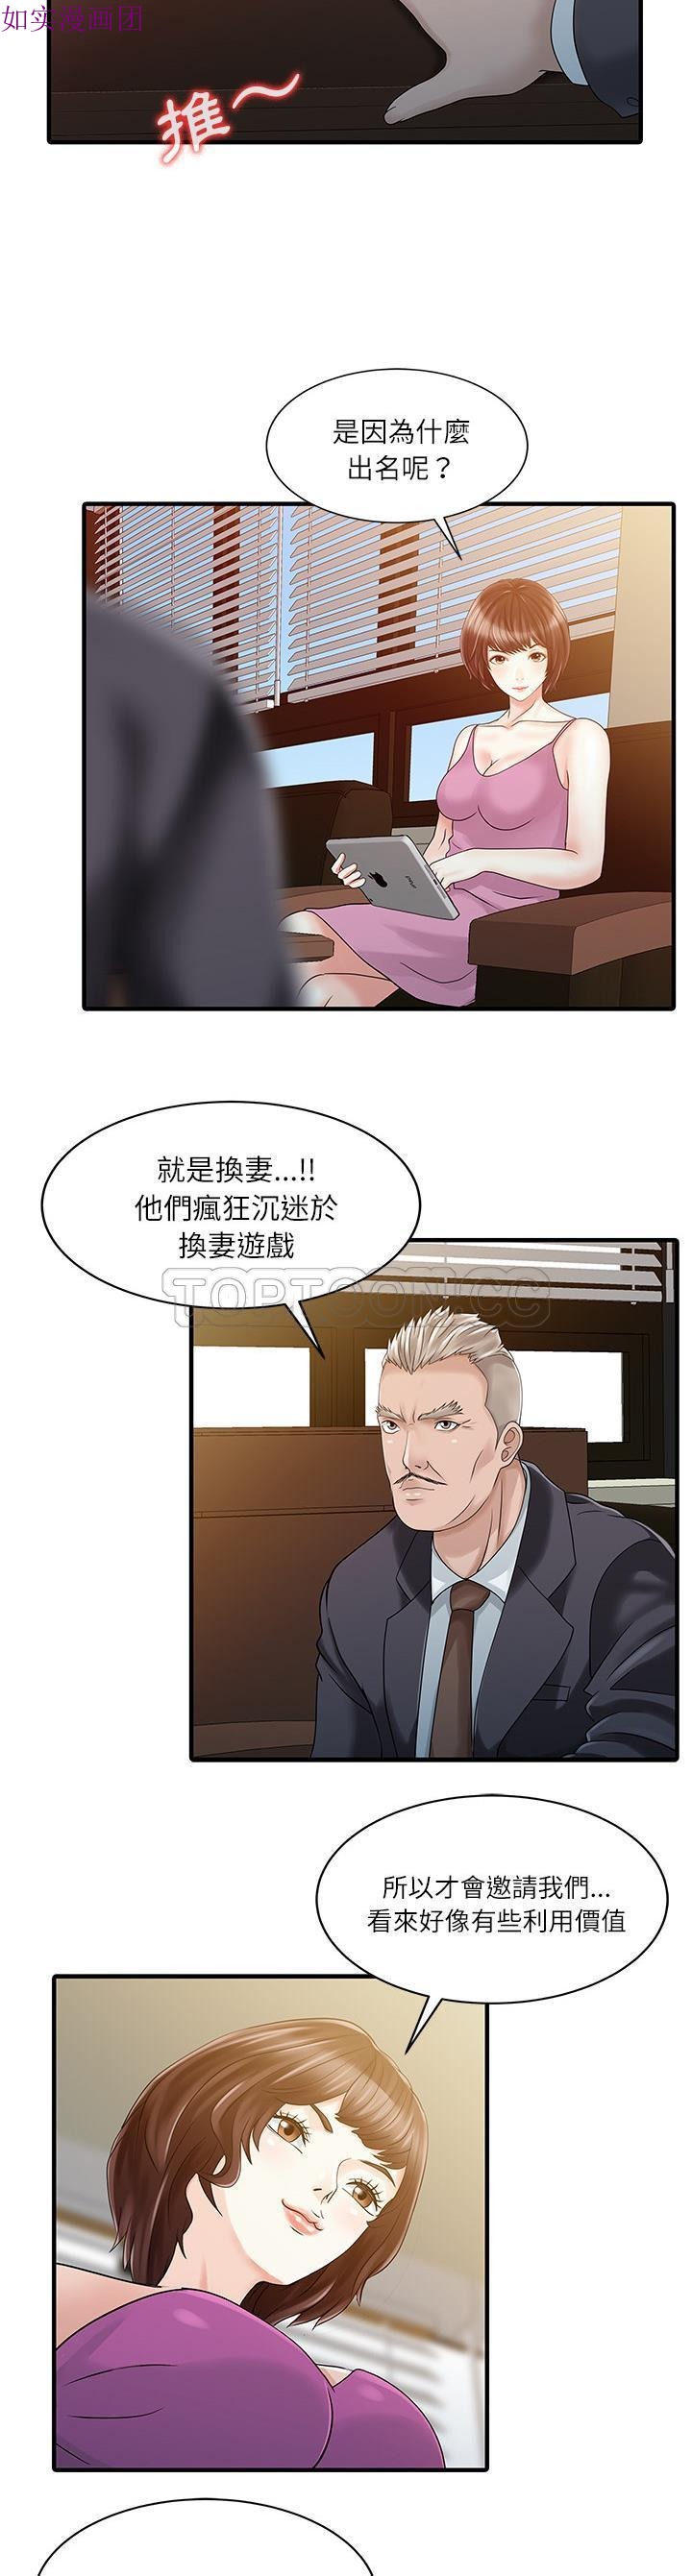 如实漫画团
推～
是因為什麼
出名呢？
就是換妻...!!
他們瘋狂沉迷於
換妻遊戲
TOPTOON.CC
所以才會邀請我們...
看來好像有些利用價值